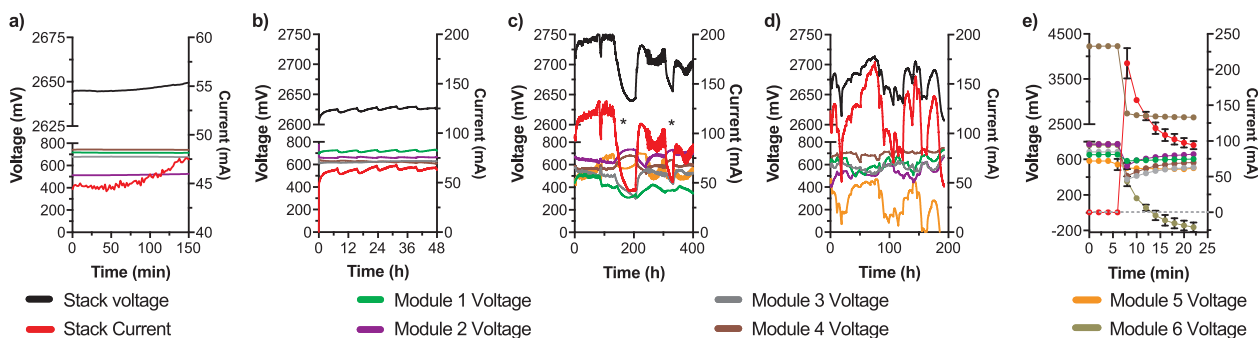 a)
2675
2650
2625
800
600
400
200
0
Voltage (mV)
60
55
50
45
40
Current (mA)
0 50 100 150
Time (min)
b)
2750
2700
2650
2600
800
600
400
200
0
Voltage (mV)
200
150
100
50
0
Current (mA)
0 12 24 36 48
Time (h)
c)
2750
2700
2650
2600
800
600
400
200
0
Voltage (mV)
* *
200
150
100
50
0
Current (mA)
0 200 400
Time (h)
d)
2750
2700
2650
2600
800
600
400
200
0
Voltage (mV)
200
150
100
50
0
Current (mA)
0 100 200
Time (h)
e)
4500
3500
2500
600
200
-200
Voltage (mV)
250
200
150
100
50
0
Current (mA)
0 5 10 15 20 25
Time (min)
Stack voltage
Module 1 Voltage
Module 3 Voltage
Module 5 Voltage
Stack Current
Module 2 Voltage
Module 4 Voltage
Module 6 Voltage